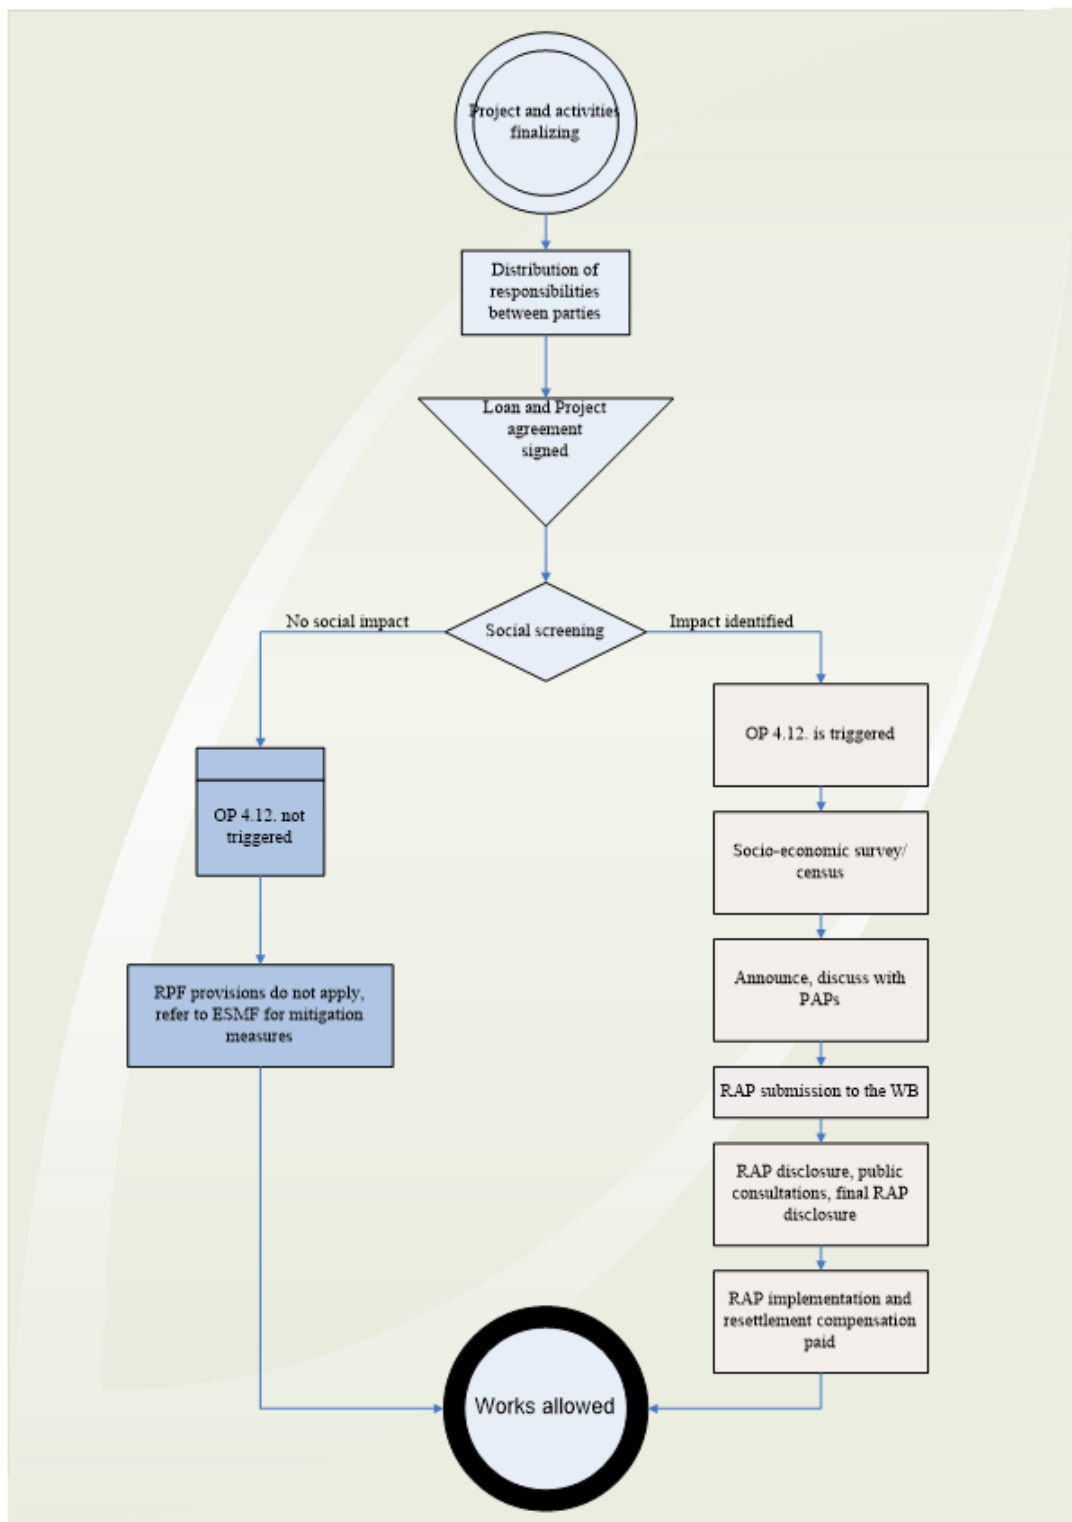 Project and activities
finalizing
Distribution of
responsibilities
between parties
Loan and Project
agreement
signed
No social impact
Social screening
Impact identified
OP 4.12. is triggered
OP 4.12. not
triggered
Socio-economic survey/
census
Announce, discuss with
PAPs
RPF provisions do not apply,
refer to ESMF for mitigation
measures
RAP submission to the WB
RAP disclosure, public
consultations, final RAP
disclosure
RAP implementation and
resettlement compensation
paid
Works allowed